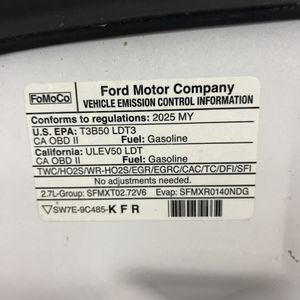 FoMoCo
Ford Motor Company
VEHICLE EMISSION CONTROL INFORMATION
Conforms to regulations: 2025 MY
U.S. EPA: T3B50 LDT3
CA OBD II Fuel: Gasoline
California: ULEV50 LDT
CA OBD II Fuel: Gasoline
TWC/HO2S/WR-HO2S/EGR/EGRC/CAC/TC/DFI/SFI
No adjustments needed.
2.7L-Group: SFMXT02.72V6 Evap: SFMXR0140NDG
SW7E-9C485-KFR